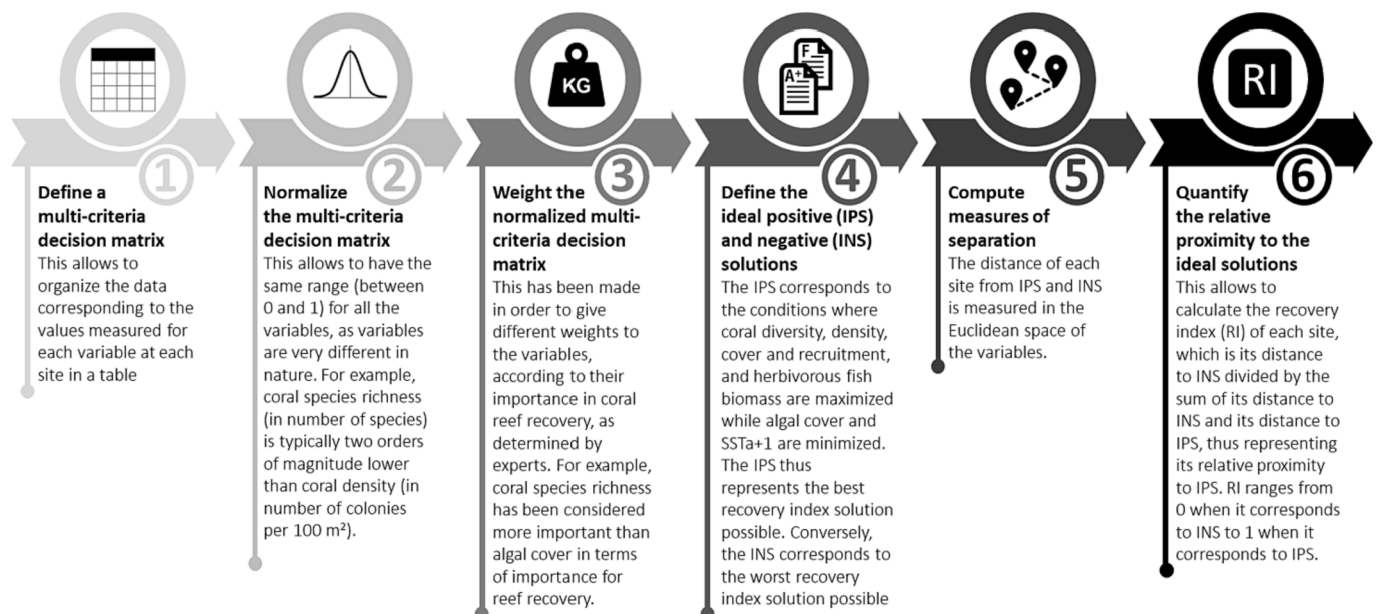 KG
F
A+
RI
1
Define a
multi-criteria
decision matrix
This allows to
organize the data
corresponding to the
values measured for
each variable at each
site in a table
2
Normalize
the multi-criteria
decision matrix
This allows to have the
same range (between
0 and 1) for all the
variables, as variables
are very different in
nature. For example,
coral species richness
(in number of species)
is typically two orders
of magnitude lower
than coral density (in
number of colonies
per 100 m²).
3
Weight the
normalized multi-
criteria decision
matrix
This has been made
in order to give
different weights to
the variables,
according to their
importance in coral
reef recovery, as
determined by
experts. For example,
coral species richness
has been considered
more important than
algal cover in terms
of importance for
reef recovery.
4
Define the
ideal positive (IPS)
and negative (INS)
solutions
The IPS corresponds to
the conditions where
coral diversity, density,
cover and recruitment,
and herbivorous fish
biomass are maximized
while algal cover and
SSTa+1 are minimized.
The IPS thus
represents the best
recovery index solution
possible. Conversely,
the INS corresponds to
the worst recovery
index solution possible
5
Compute
measures of
separation
The distance of each
site from IPS and INS
is measured in the
Euclidean space of
the variables.
6
Quantify
the relative
proximity to the
ideal solutions
This allows to
calculate the recovery
index (RI) of each site,
which is its distance
to INS divided by the
sum of its distance to
INS and its distance to
IPS, thus representing
its relative proximity
to IPS. RI ranges from
0 when it corresponds
to INS to 1 when it
corresponds to IPS.